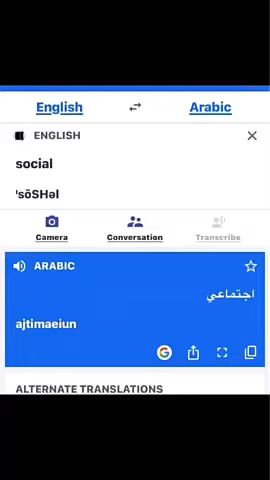 English Arabic
ENGLISH
social
ˈsōSHəl
Camera Conversation Transcribe
ARABIC
اجتماعي
ajtimaeiun
G
ALTERNATE TRANSLATIONS